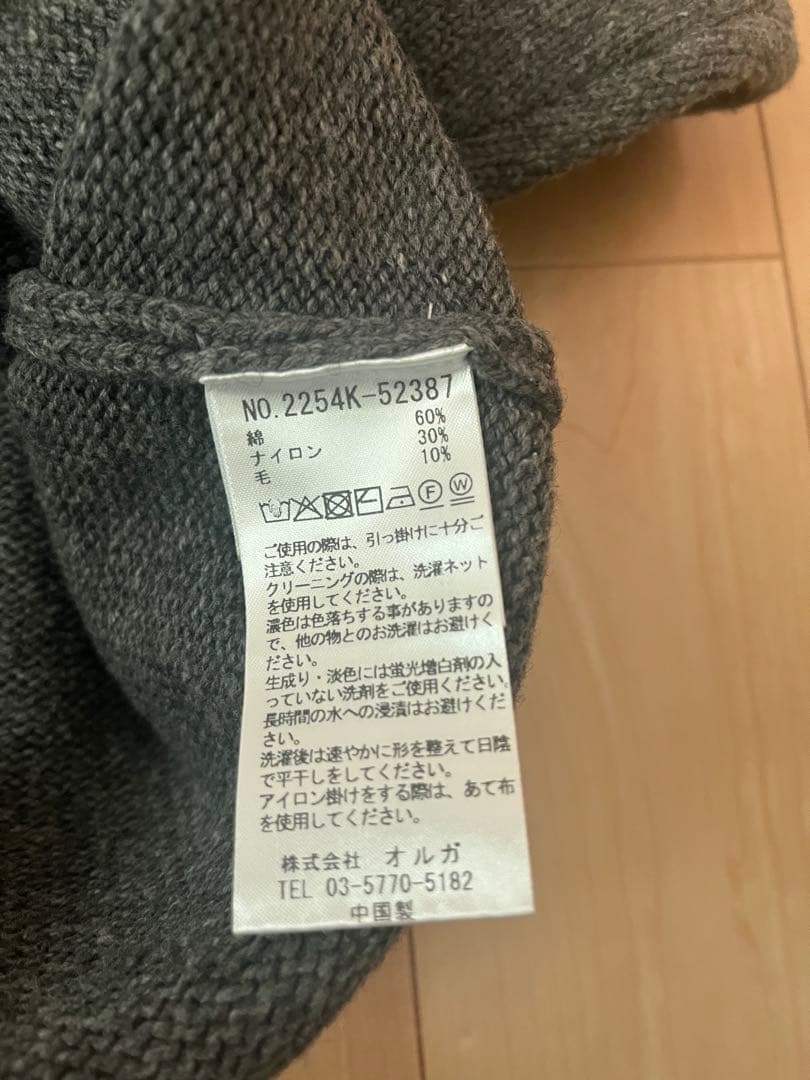 NO.2254K-52387
綿 60%
ナイロン 30%
毛 10%
F W
ご使用の際は、引っ掛けに十分ご
注意ください。
クリーニングの際は、洗濯ネット
を使用してください。
濃色は色落ちする事がありますの
で、他の物とのお洗濯はお避けく
ださい。
生成り・淡色には蛍光増白剤の入
っていない洗剤をご使用ください。
長時間の水への浸漬はお避けくだ
さい。
洗濯後は速やかに形を整えて日陰
で平干しをしてください。
アイロン掛けをする際は、あて布
を使用してください。
株式会社 オルガ
TEL 03-5770-5182
中国製